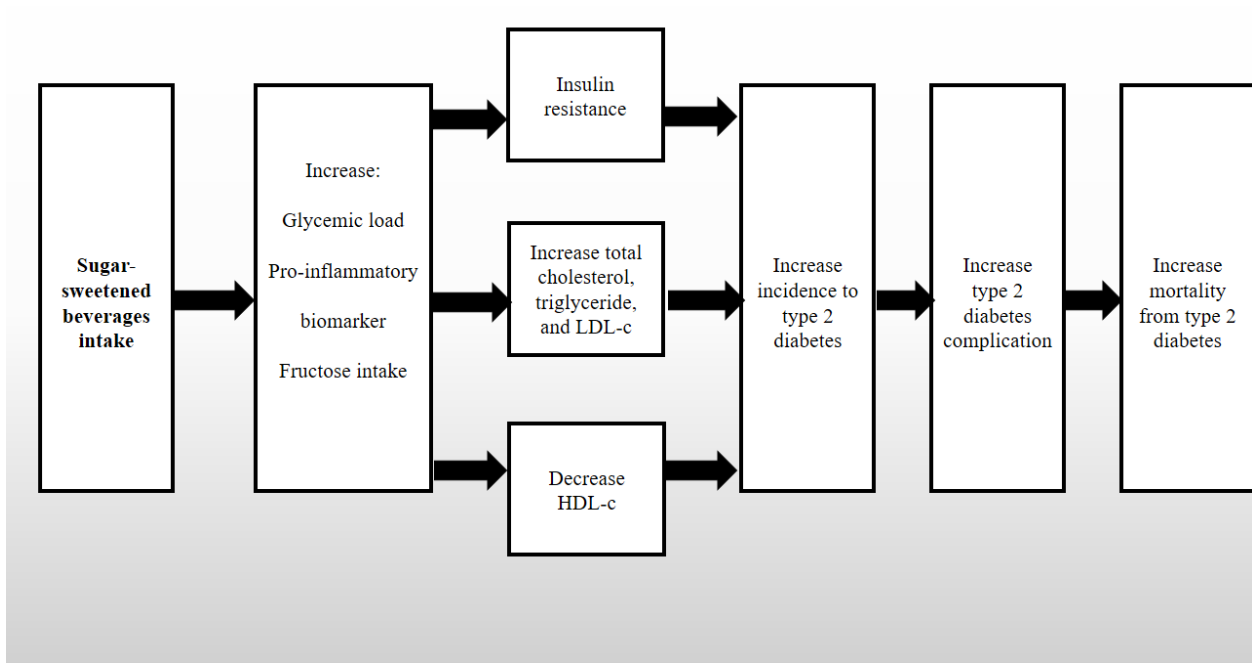 Sugar-
sweetened
beverages
intake
Increase:
Glycemic load
Pro-inflammatory
biomarker
Fructose intake
Insulin
resistance
Increase total
cholesterol,
triglyceride,
and LDL-c
Decrease
HDL-c
Increase
incidence to
type 2
diabetes
Increase
type 2
diabetes
complication
Increase
mortality
from type 2
diabetes